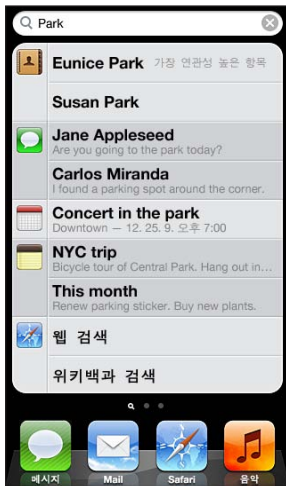 Park
Eunice Park 가장 연관성 높은 항목
Susan Park
Jane Appleseed
Are you going to the park today?
Carlos Miranda
I found a parking spot around the corner.
Concert in the park
Downtown — 12. 25. 9. 오후 7:00
NYC trip
Bicycle tour of Central Park. Hang out in...
This month
Renew parking sticker. Buy new plants.
웹 검색
위키백과 검색
메시지 Mail Safari 음악